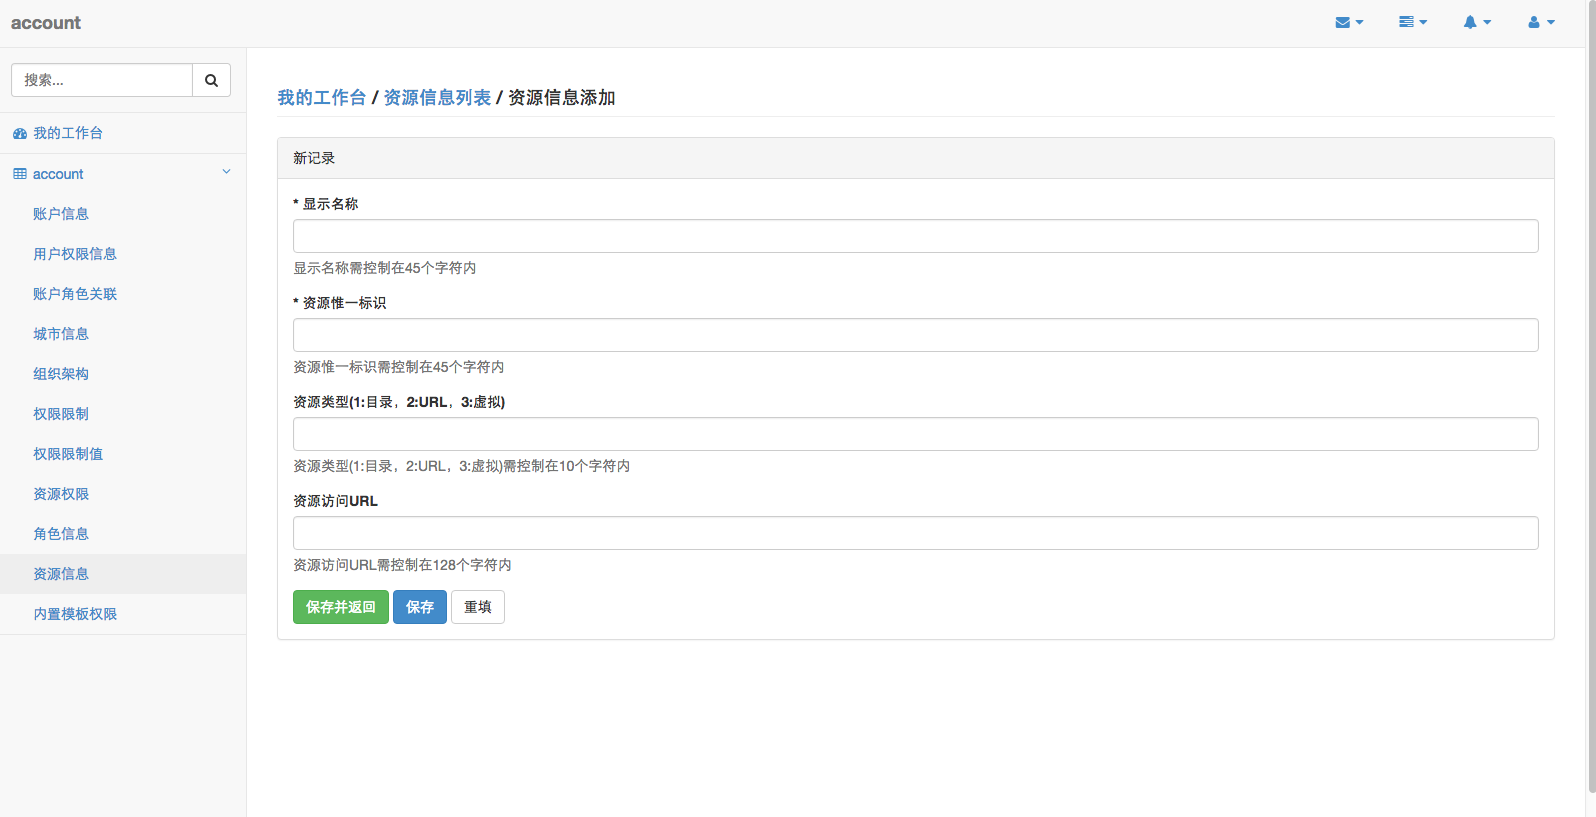 account
搜索...
我的工作台
account
账户信息
用户权限信息
账户角色关联
城市信息
组织架构
权限限制
权限限制值
资源权限
角色信息
资源信息
内置模板权限
我的工作台 / 资源信息列表 / 资源信息添加
新记录
* 显示名称
显示名称需控制在45个字符内
* 资源惟一标识
资源惟一标识需控制在45个字符内
资源类型(1:目录，2:URL，3:虚拟)
资源类型(1:目录，2:URL，3:虚拟)需控制在10个字符内
资源访问URL
资源访问URL需控制在128个字符内
保存并返回 保存 重填